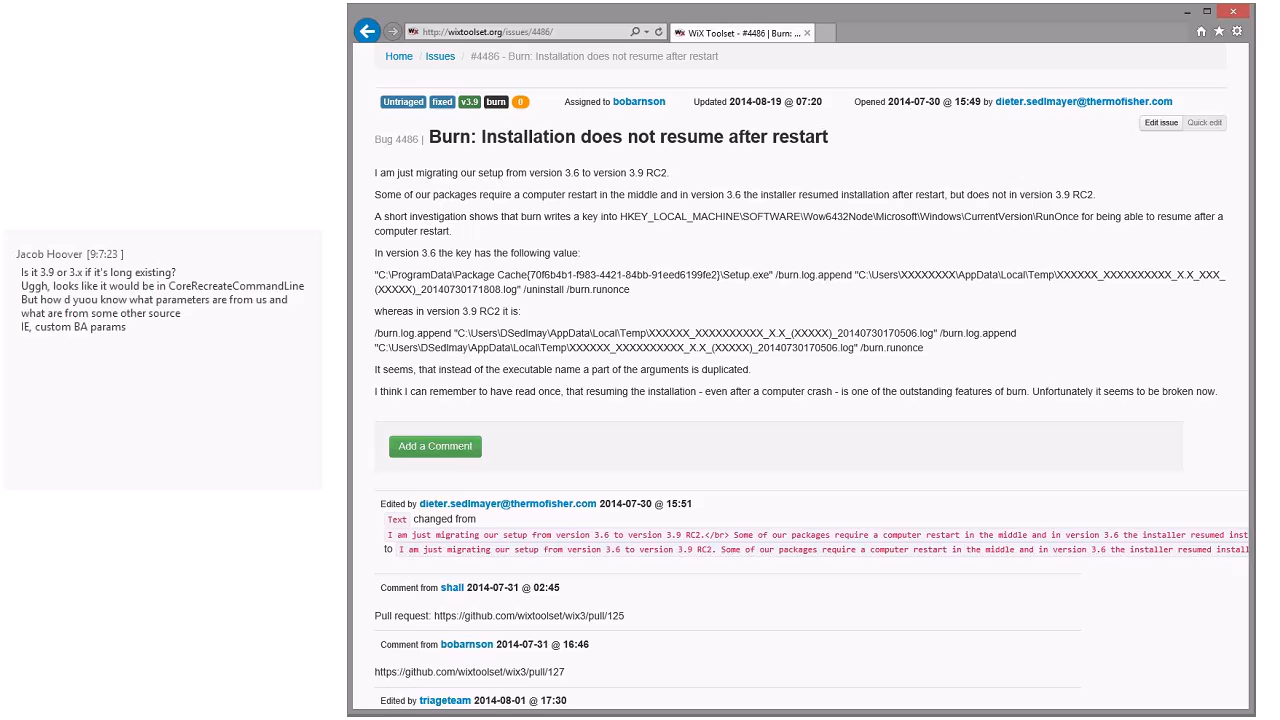 Jacob Hoover [9:7:23 ]
Is it 3.9 or 3.x if it's long existing?
Uggh, looks like it would be in CoreRecreateCommandLine
But how d yuou know what parameters are from us and
what are from some other source
IE, custom BA params
http://wixtoolset.org/issues/4486/
WiX Toolset - #4486 | Burn: ...
Home / Issues / #4486 - Burn: Installation does not resume after restart
Untriaged fixed v3.9 burn 0 Assigned to bobarnson Updated 2014-08-19 @ 07:20 Opened 2014-07-30 @ 15:49 by dieter.sedlmayer@thermofisher.com
Edit issue Quick edit
Bug 4486 | Burn: Installation does not resume after restart
I am just migrating our setup from version 3.6 to version 3.9 RC2.
Some of our packages require a computer restart in the middle and in version 3.6 the installer resumed installation after restart, but does not in version 3.9 RC2.
A short investigation shows that burn writes a key into HKEY_LOCAL_MACHINE\SOFTWARE\Wow6432Node\Microsoft\Windows\CurrentVersion\RunOnce for being able to resume after a
computer restart.
In version 3.6 the key has the following value:
"C:\ProgramData\Package Cache{70f6b4b1-f983-4421-84bb-91eed6199fe2}\Setup.exe" /burn.log.append "C:\Users\XXXXXXXX\AppData\Local\Temp\XXXXXX_XXXXXXXXXX_X.X_XXX_
(XXXXX)_20140730171808.log" /uninstall /burn.runonce
whereas in version 3.9 RC2 it is:
/burn.log.append "C:\Users\DSedlmay\AppData\Local\Temp\XXXXXX_XXXXXXXXXX_X.X_(XXXXX)_20140730170506.log" /burn.log.append
"C:\Users\DSedlmay\AppData\Local\Temp\XXXXXX_XXXXXXXXXX_X.X_(XXXXX)_20140730170506.log" /burn.runonce
It seems, that instead of the executable name a part of the arguments is duplicated.
I think I can remember to have read once, that resuming the installation - even after a computer crash - is one of the outstanding features of burn. Unfortunately it seems to be broken now.
Add a Comment
Edited by dieter.sedlmayer@thermofisher.com 2014-07-30 @ 15:51
Text changed from
I am just migrating our setup from version 3.6 to version 3.9 RC2.</br> Some of our packages require a computer restart in the middle and in version 3.6 the installer resumed inst
to I am just migrating our setup from version 3.6 to version 3.9 RC2. Some of our packages require a computer restart in the middle and in version 3.6 the installer resumed install
Comment from shall 2014-07-31 @ 02:45
Pull request: https://github.com/wixtoolset/wix3/pull/125
Comment from bobarnson 2014-07-31 @ 16:46
https://github.com/wixtoolset/wix3/pull/127
Edited by triageteam 2014-08-01 @ 17:30